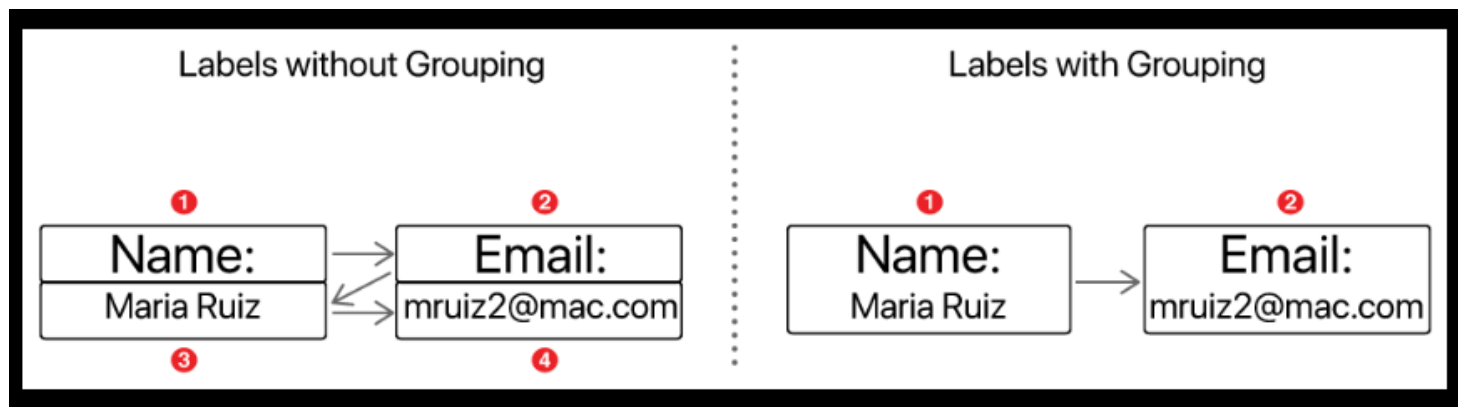 Labels without Grouping
1 2
Name: Email:
Maria Ruiz mruiz2@mac.com
3 4
Labels with Grouping
1 2
Name: Email:
Maria Ruiz mruiz2@mac.com